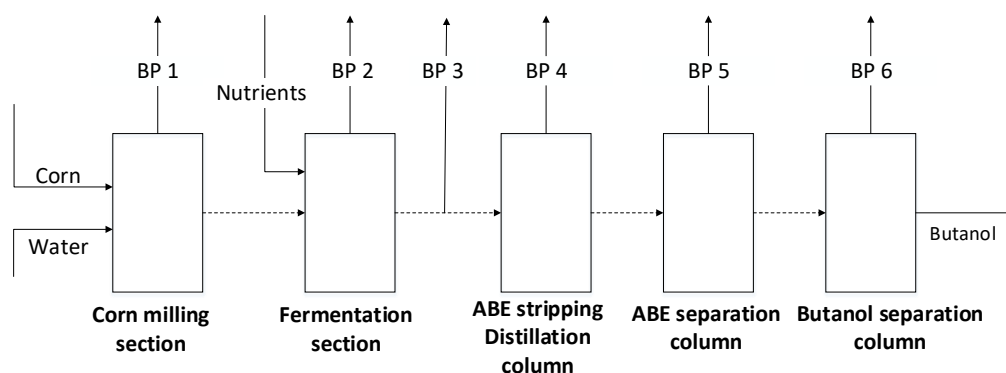 BP 1
BP 2
BP 3
BP 4
BP 5
BP 6
Nutrients
Corn
Water
Butanol
Corn milling
section
Fermentation
section
ABE stripping
Distillation
column
ABE separation
column
Butanol separation
column